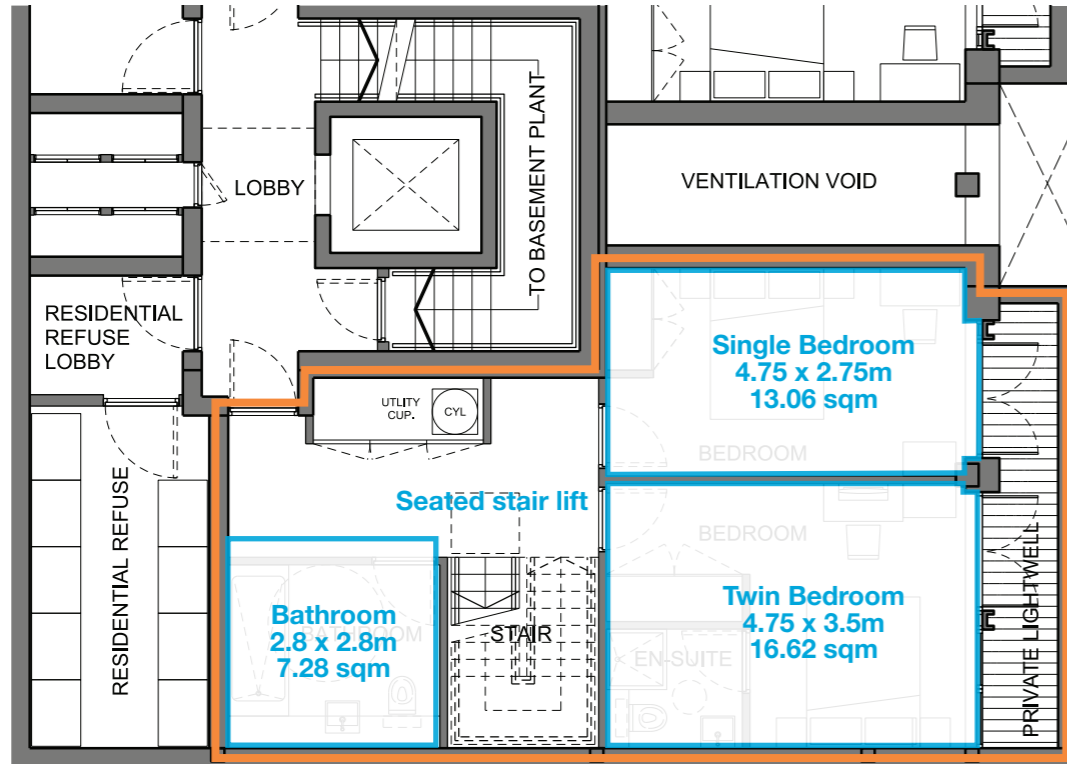 TO BASEMENT PLANT
LOBBY
VENTILATION VOID
RESIDENTIAL
REFUSE
LOBBY
Single Bedroom
4.75 x 2.75m
13.06 sqm
UTLITY
CUP.
CYL
BEDROOM
Seated stair lift
RESIDENTIAL REFUSE
BEDROOM
Twin Bedroom
4.75 x 3.5m
16.62 sqm
Bathroom
BATHROOM
2.8 x 2.8m
7.28 sqm
STAIR
EN-SUITE
PRIVATE LIGHTWELL